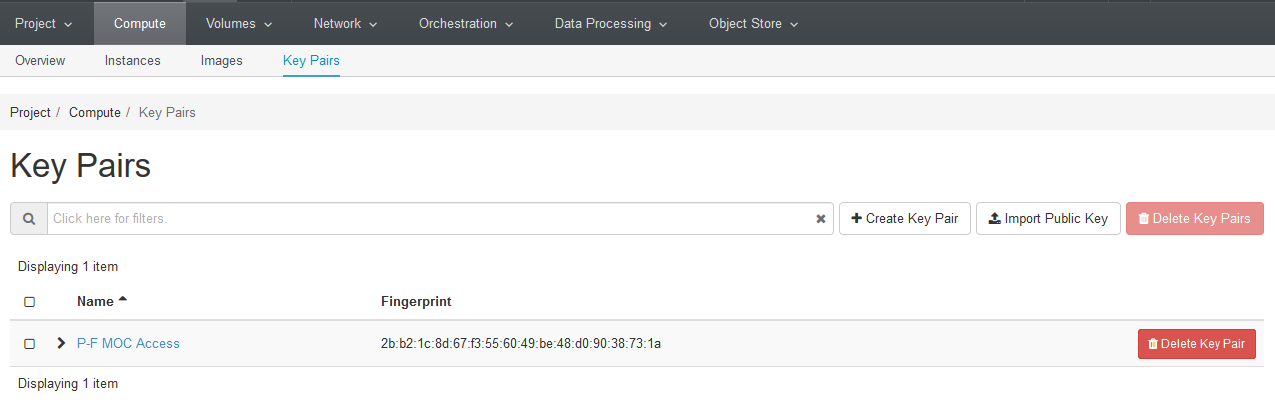 Project Compute Volumes Network Orchestration Data Processing Object Store
Overview Instances Images Key Pairs
Project / Compute / Key Pairs
Key Pairs
Click here for filters. Create Key Pair Import Public Key Delete Key Pairs
Displaying 1 item
Name Fingerprint
P-F MOC Access 2b:b2:1c:8d:67:f3:55:60:49:be:48:d0:90:38:73:1a Delete Key Pair
Displaying 1 item